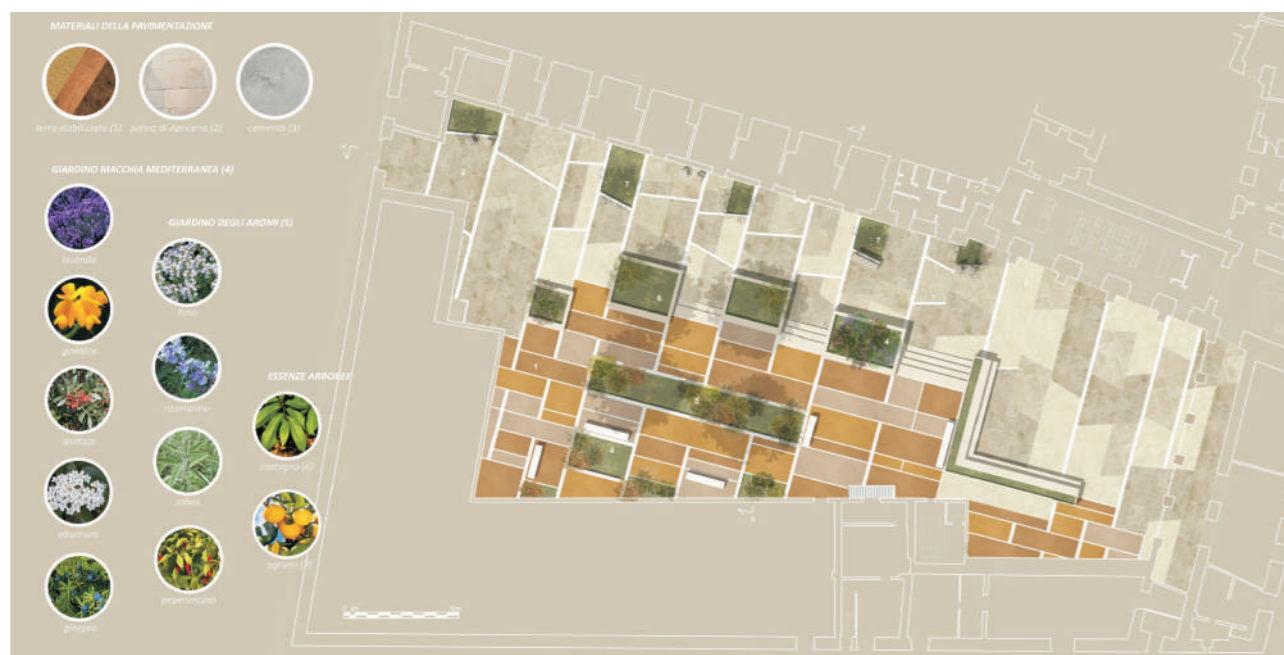 MATERIALI DELLA PAVIMENTAZIONE
terra stabilizzata (1)
pietra di Apricena (2)
cemento (3)
GIARDINO MACCHIA MEDITERRANEA (4)
GIARDINO DEGLI AROMI (5)
ESSENZE ARBOREE
lavanda
timo
ginestra
rosmarino
lentisco
castagno (6)
viburnum
agrumi (7)
peperoncino
ginepro